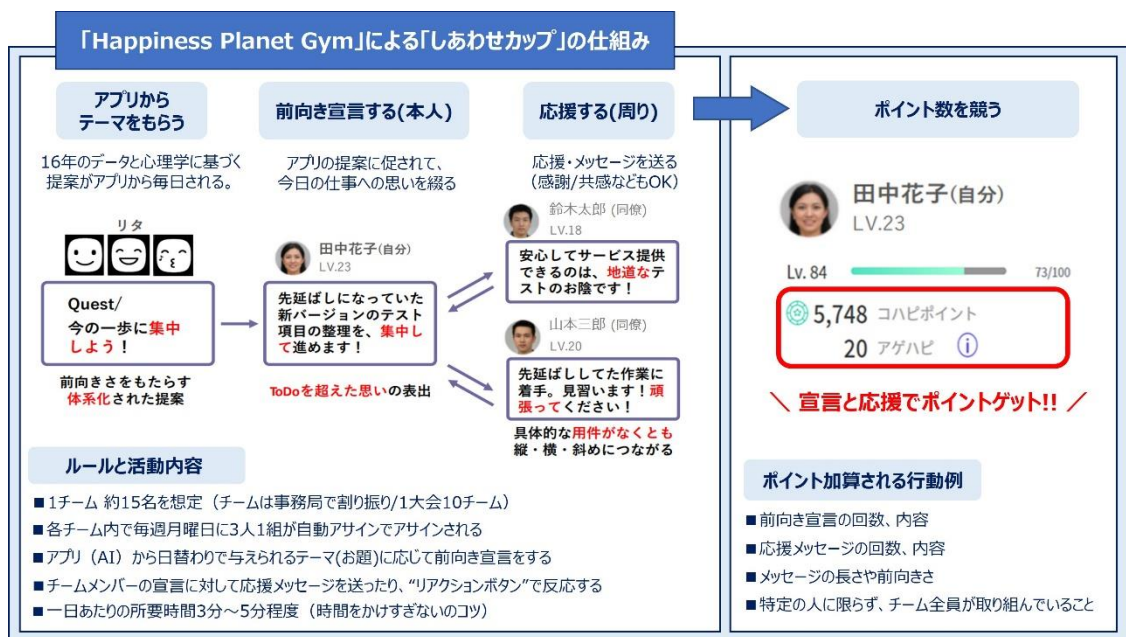 「Happiness Planet Gym」による「しあわせカップ」の仕組み
アプリから
テーマをもらう
16年のデータと心理学に基づく
提案がアプリから毎日される。
リタ
Quest/
今の一歩に集中
しよう！
前向きさをもたらす
体系化された提案
前向き宣言する(本人)
アプリの提案に促されて、
今日の仕事への思いを綴る
田中花子(自分)
LV.23
先延ばしになっていた
新バージョンのテスト
項目の整理を、集中し
て進めます！
ToDoを超えた思いの表出
応援する(周り)
応援・メッセージを送る
(感謝/共感などもOK)
鈴木太郎 (同僚)
LV.18
安心してサービス提供
できるのは、地道なテ
ストのお陰です！
山本三郎 (同僚)
LV.20
先延ばししてた作業に
着手。見習います！頑
張ってください！
具体的な用件がなくとも
縦・横・斜めにつながる
ルールと活動内容
■1チーム 約15名を想定（チームは事務局で割り振り/1大会10チーム）
■各チーム内で毎週月曜日に3人1組が自動アサインでアサインされる
■アプリ（AI）から日替わりで与えられるテーマ(お題)に応じて前向き宣言をする
■チームメンバーの宣言に対して応援メッセージを送ったり、“リアクションボタン”で反応する
■一日あたりの所要時間3分～5分程度（時間をかけすぎないのコツ）
ポイント数を競う
田中花子(自分)
LV.23
Lv. 84 73/100
5,748 コハピポイント
20 アゲハピ i
＼ 宣言と応援でポイントゲット!! ／
ポイント加算される行動例
■前向き宣言の回数、内容
■応援メッセージの回数、内容
■メッセージの長さや前向きさ
■特定の人に限らず、チーム全員が取り組んでいること